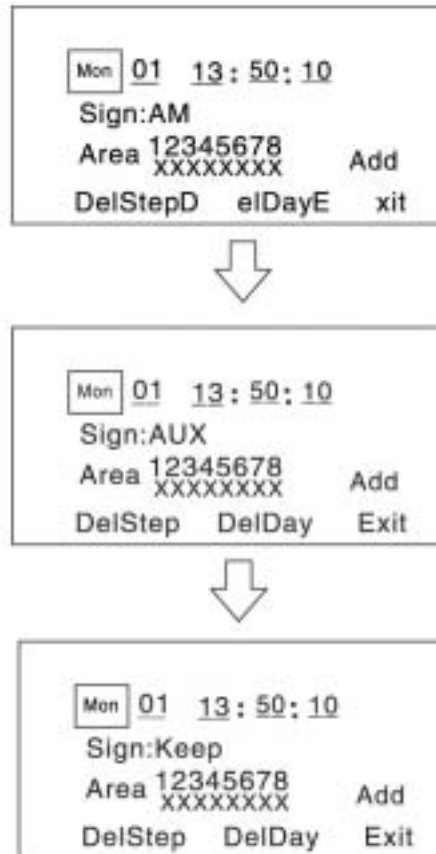 Mon 01 13:50:10
Sign:AM
Area 12345678
XXXXXXXX Add
DelStepD elDayE xit
Mon 01 13:50:10
Sign:AUX
Area 12345678
XXXXXXXX Add
DelStep DelDay Exit
Mon 01 13:50:10
Sign:Keep
Area 12345678
XXXXXXXX Add
DelStep DelDay Exit